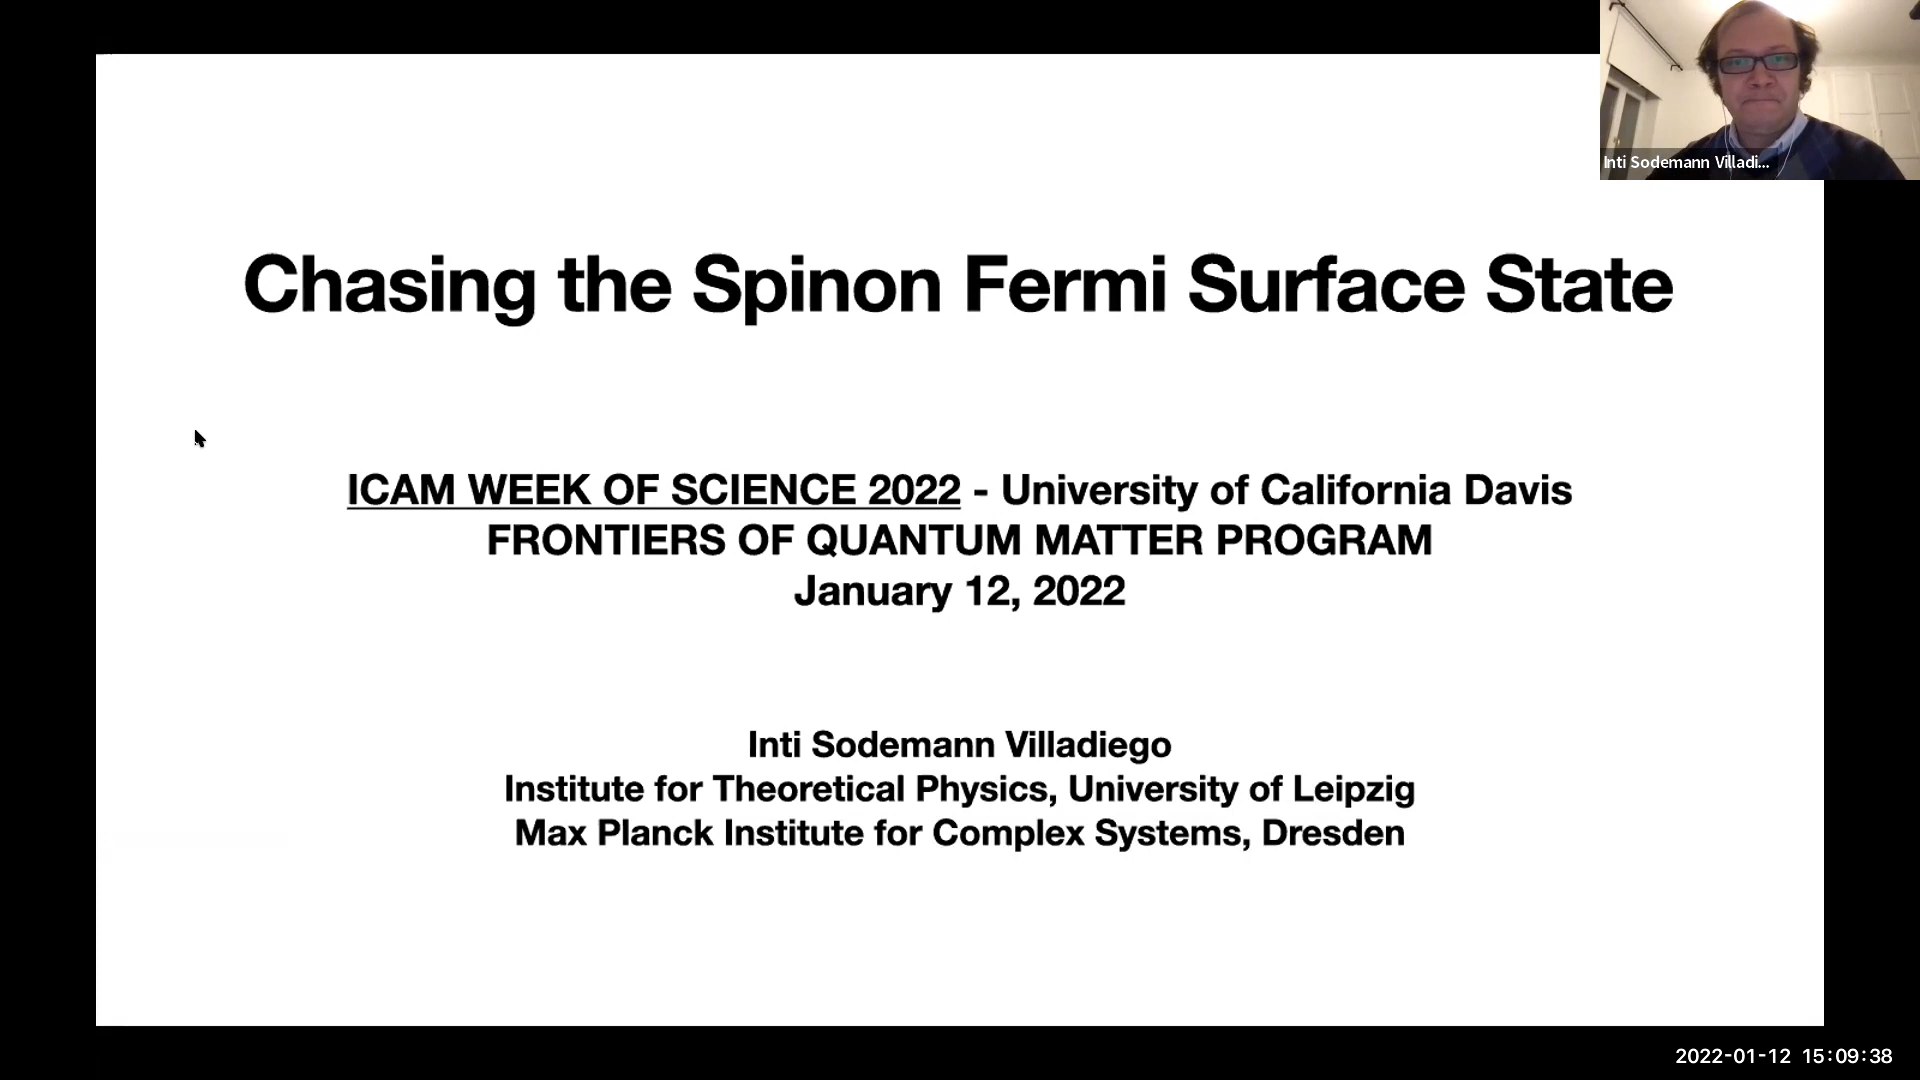 Inti Sodemann Villadi...
Chasing the Spinon Fermi Surface State
ICAM WEEK OF SCIENCE 2022 - University of California Davis
FRONTIERS OF QUANTUM MATTER PROGRAM
January 12, 2022
Inti Sodemann Villadiego
Institute for Theoretical Physics, University of Leipzig
Max Planck Institute for Complex Systems, Dresden
2022-01-12 15:09:38